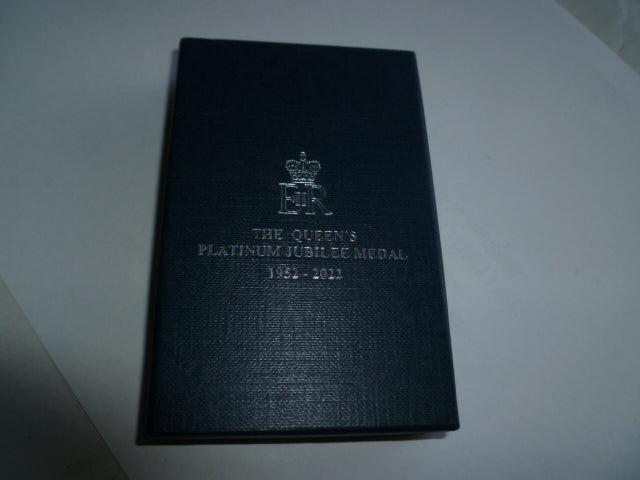 EIIR
THE QUEEN'S
PLATINUM JUBILEE MEDAL
1952 - 2022